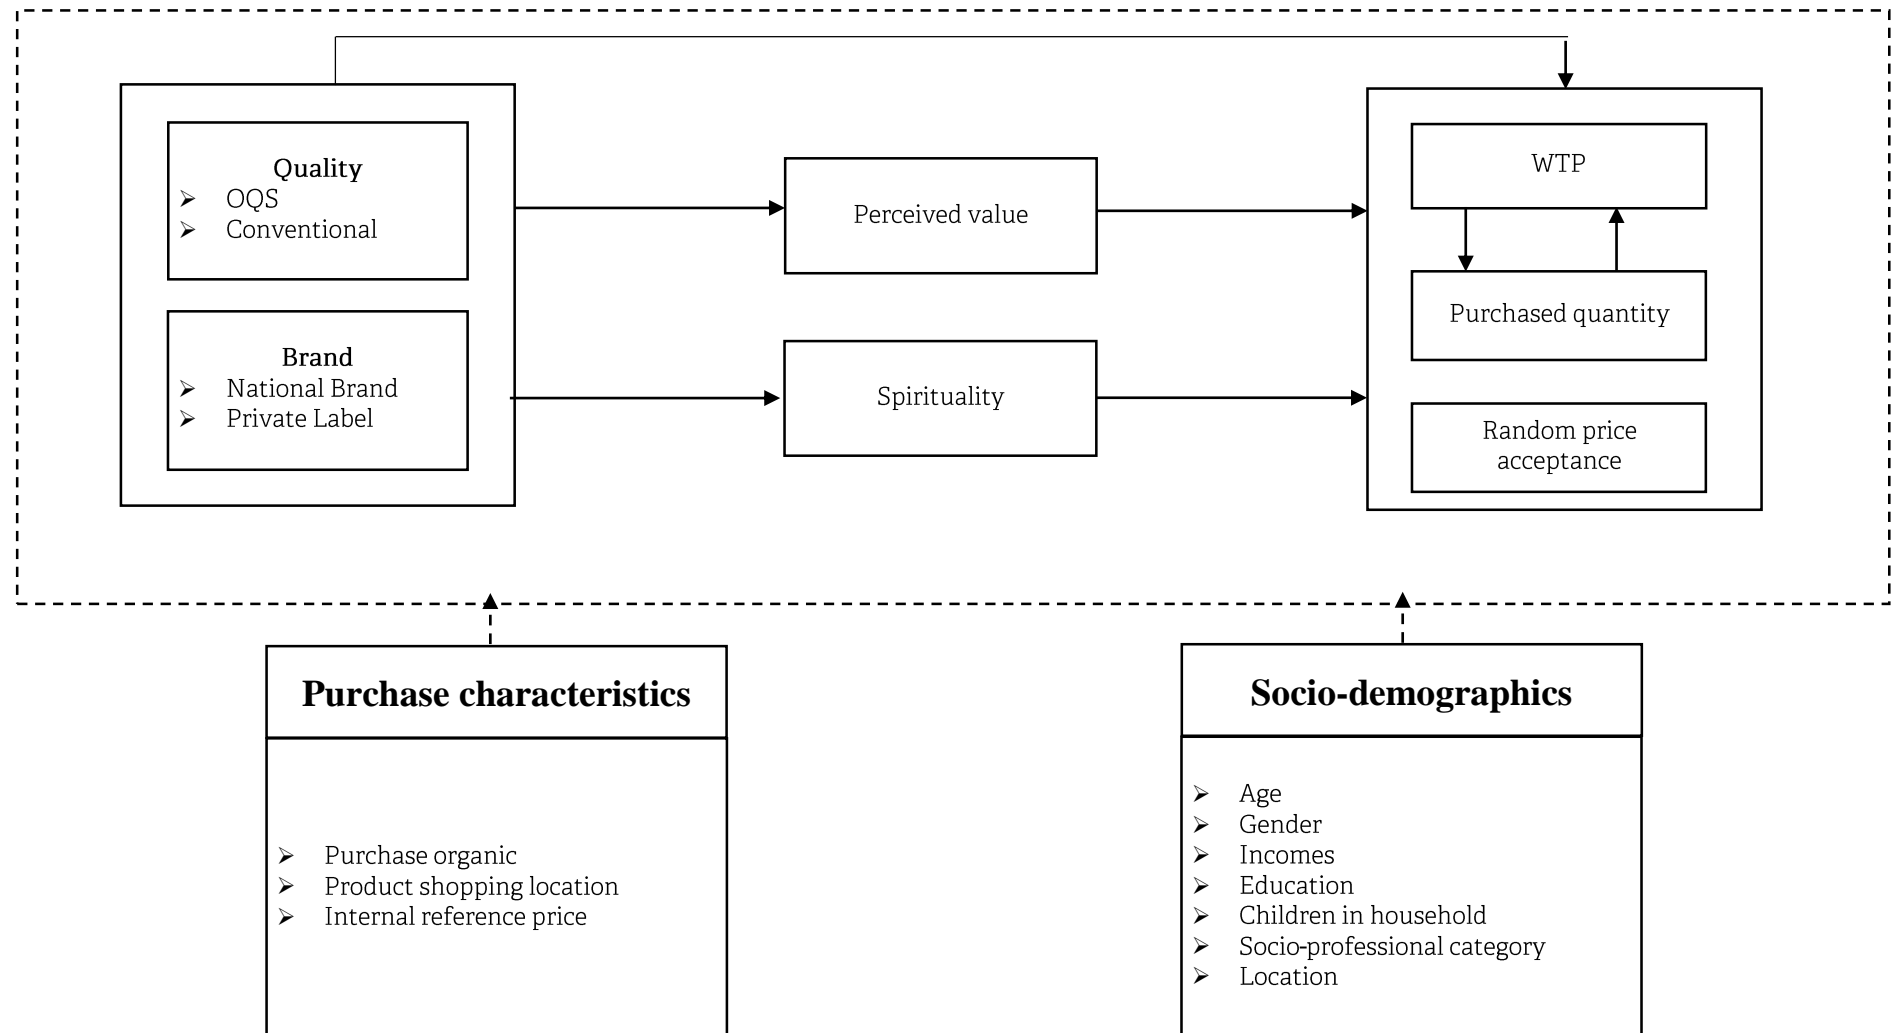 Quality
OQS
Conventional
Brand
National Brand
Private Label
Perceived value
Spirituality
WTP
Purchased quantity
Random price
acceptance
Purchase characteristics
Purchase organic
Product shopping location
Internal reference price
Socio-demographics
Age
Gender
Incomes
Education
Children in household
Socio-professional category
Location